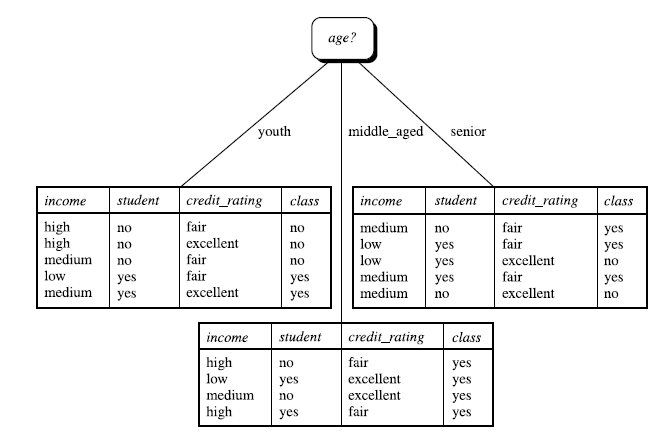 age?
youth
middle_aged
senior
income student credit_rating class
high no fair no
high no excellent no
medium no fair no
low yes fair yes
medium yes excellent yes
income student credit_rating class
medium no fair yes
low yes fair yes
low yes excellent no
medium yes fair yes
medium no excellent no
income student credit_rating class
high no fair yes
low yes excellent yes
medium no excellent yes
high yes fair yes